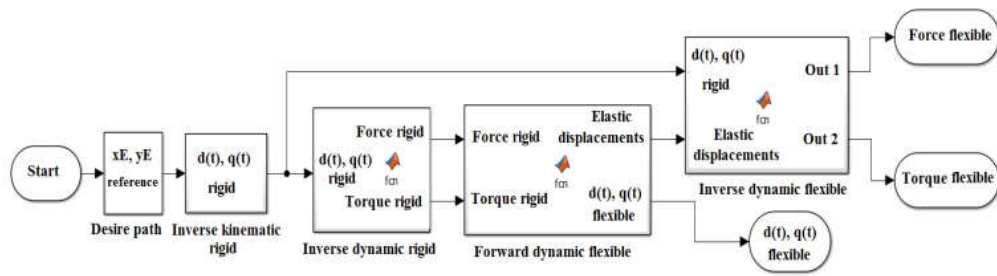 Start
xE, yE
reference
Desire path
d(t), q(t)
rigid
Inverse kinematic
rigid
Force rigid
d(t), q(t)
rigid
fcn
Torque rigid
Inverse dynamic rigid
Force rigid
Elastic
displacements
fcn
Torque rigid
d(t), q(t)
flexible
Forward dynamic flexible
d(t), q(t)
rigid
Out 1
fcn
Elastic
displacements
Out 2
Inverse dynamic flexible
Force flexible
Torque flexible
d(t), q(t)
flexible